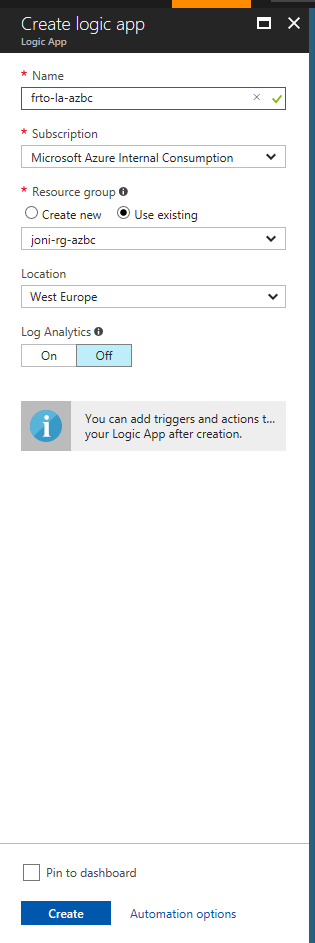 Create logic app
Logic App
* Name
frto-la-azbc
* Subscription
Microsoft Azure Internal Consumption
* Resource group
Create new Use existing
joni-rg-azbc
Location
West Europe
Log Analytics
On Off
You can add triggers and actions t...
your Logic App after creation.
Pin to dashboard
Create Automation options